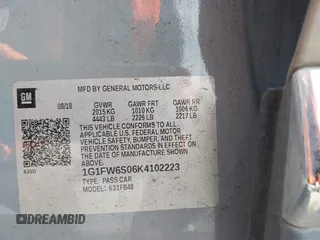 GM
MFD BY GENERAL MOTORS LLC
08/18 GVWR GAWR FRT GAWR RR
2015 KG 1010 KG 1006 KG
4443 LB 2226 LB 2217 LB
THIS VEHICLE CONFORMS TO ALL
APPLICABLE U.S. FEDERAL MOTOR
VEHICLE SAFETY, BUMPER, AND THEFT
PREVENTION STANDARDS IN EFFECT ON
THE DATE OF MANUFACTURE SHOWN ABOVE.
1G1FW6S06K4102223
TYPE: PASS CAR
MODEL:
DREAMBID